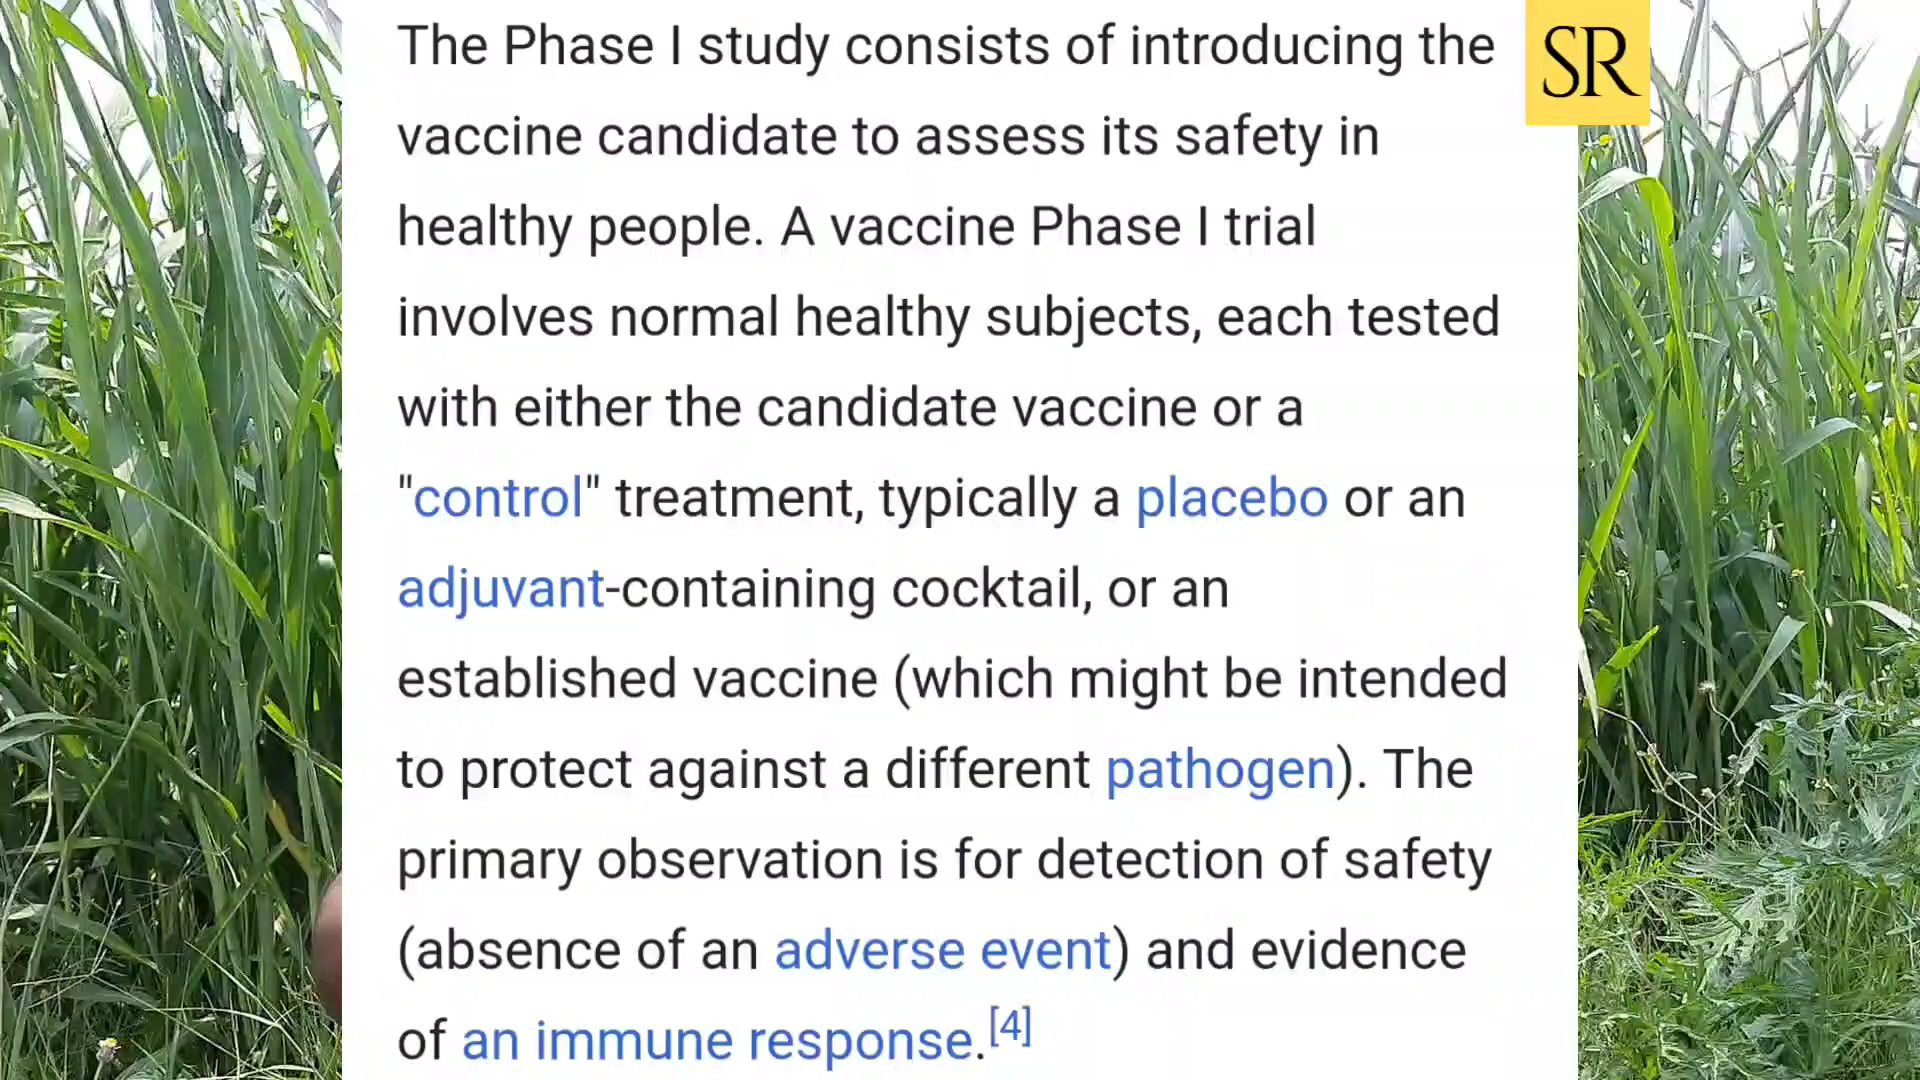 The Phase I study consists of introducing the
SR
vaccine candidate to assess its safety in
healthy people. A vaccine Phase I trial
involves normal healthy subjects, each tested
with either the candidate vaccine or a
"control" treatment, typically a placebo or an
adjuvant-containing cocktail, or an
established vaccine (which might be intended
to protect against a different pathogen). The
primary observation is for detection of safety
(absence of an adverse event) and evidence
of an immune response.[4]